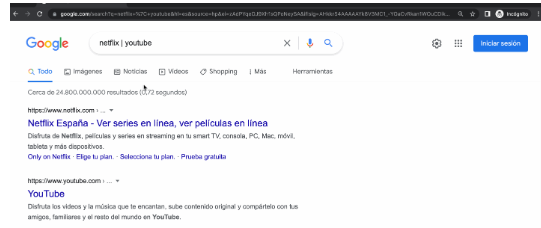 google.com/search?q=netflix+%7C+youtube
Incógnito
Google
netflix | youtube
Iniciar sesión
Todo
Imágenes
Noticias
Vídeos
Shopping
Más
Herramientas
Cerca de 24.800.000.000 resultados (0,72 segundos)
https://www.netflix.com › ...
Netflix España - Ver series en línea, ver películas en línea
Disfruta de Netflix, películas y series en streaming en tu smart TV, consola, PC, Mac, móvil,
tableta y más dispositivos.
Only on Netflix · Elige tu plan. · Selecciona tu plan. · Prueba gratuita
https://www.youtube.com › ...
YouTube
Disfruta los vídeos y la música que te encantan, sube contenido original y compártelo con tus
amigos, familiares y el resto del mundo en YouTube.